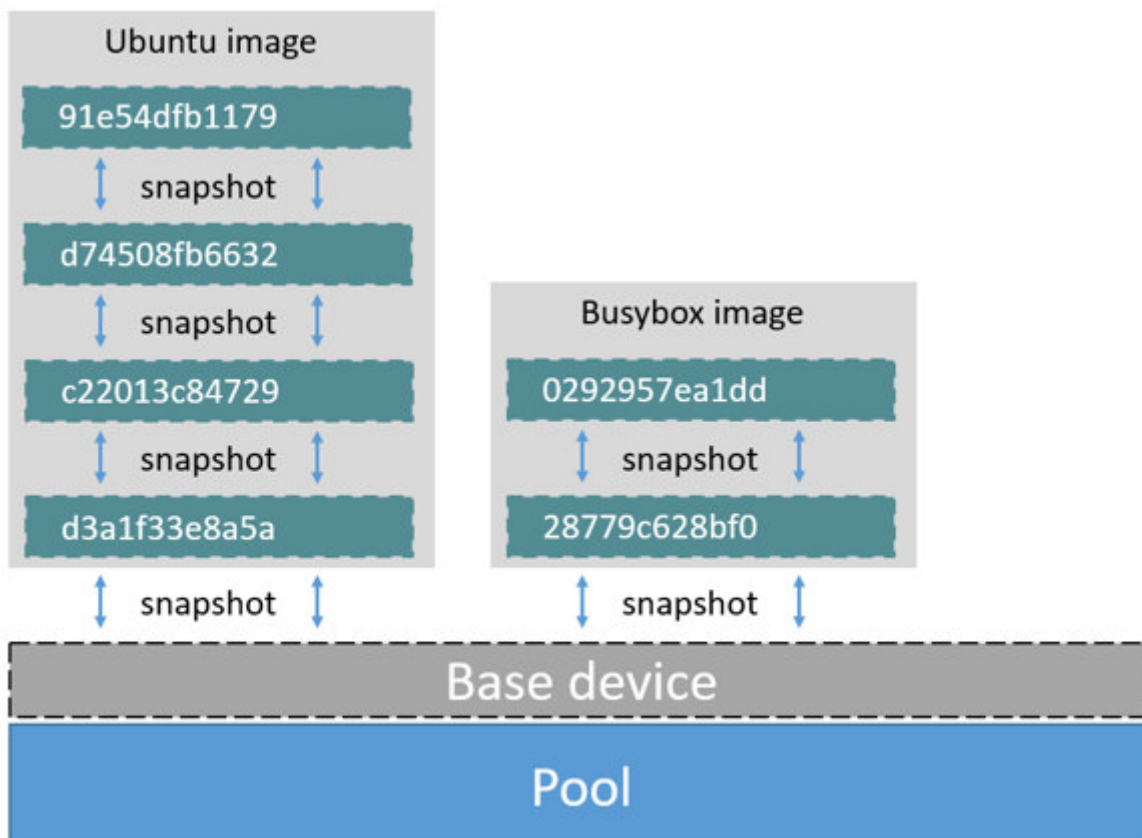 Ubuntu image
91e54dfb1179
snapshot
d74508fb6632
snapshot
c22013c84729
snapshot
d3a1f33e8a5a
snapshot
Busybox image
0292957ea1dd
snapshot
28779c628bf0
snapshot
Base device
Pool